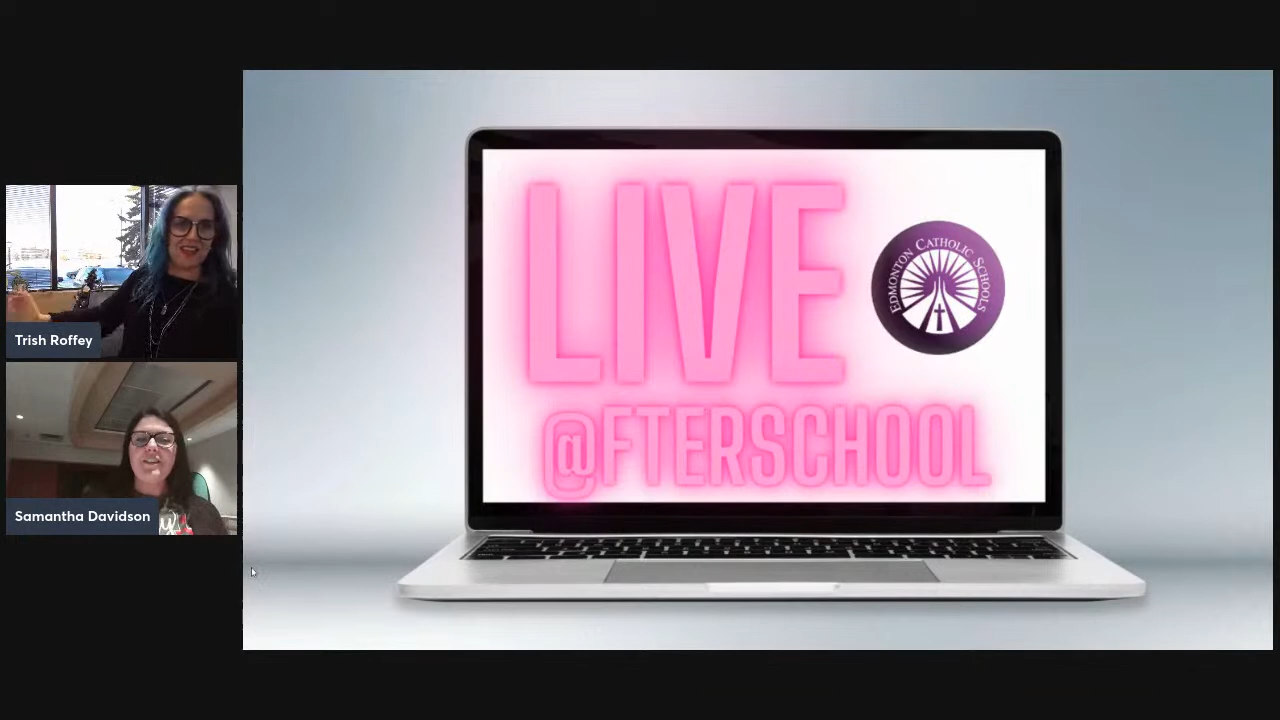 LIVE
EDMONTON CATHOLIC SCHOOLS
@FTERSCHOOL
Trish Roffey
Samantha Davidson